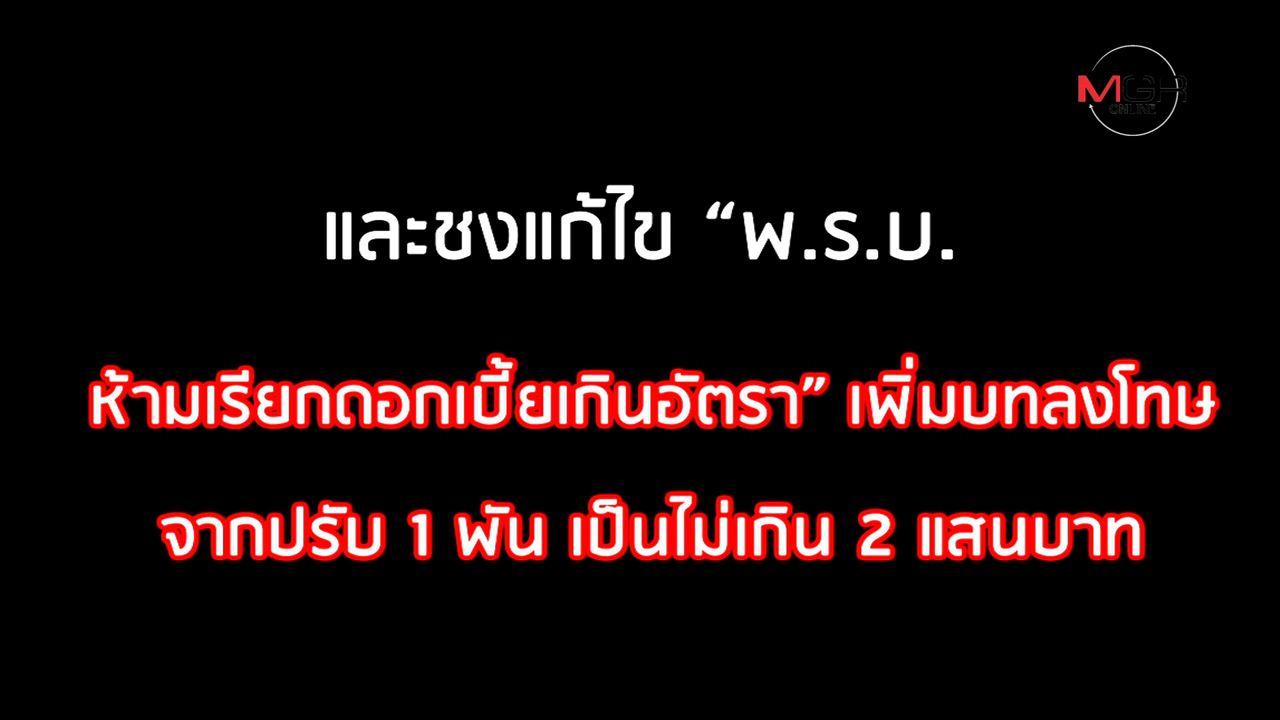 MGR
ONLINE
และชงแก้ไข “พ.ร.บ.
ห้ามเรียกดอกเบี้ยเกินอัตรา” เพิ่มบทลงโทษ
จากปรับ 1 พัน เป็นไม่เกิน 2 แสนบาท